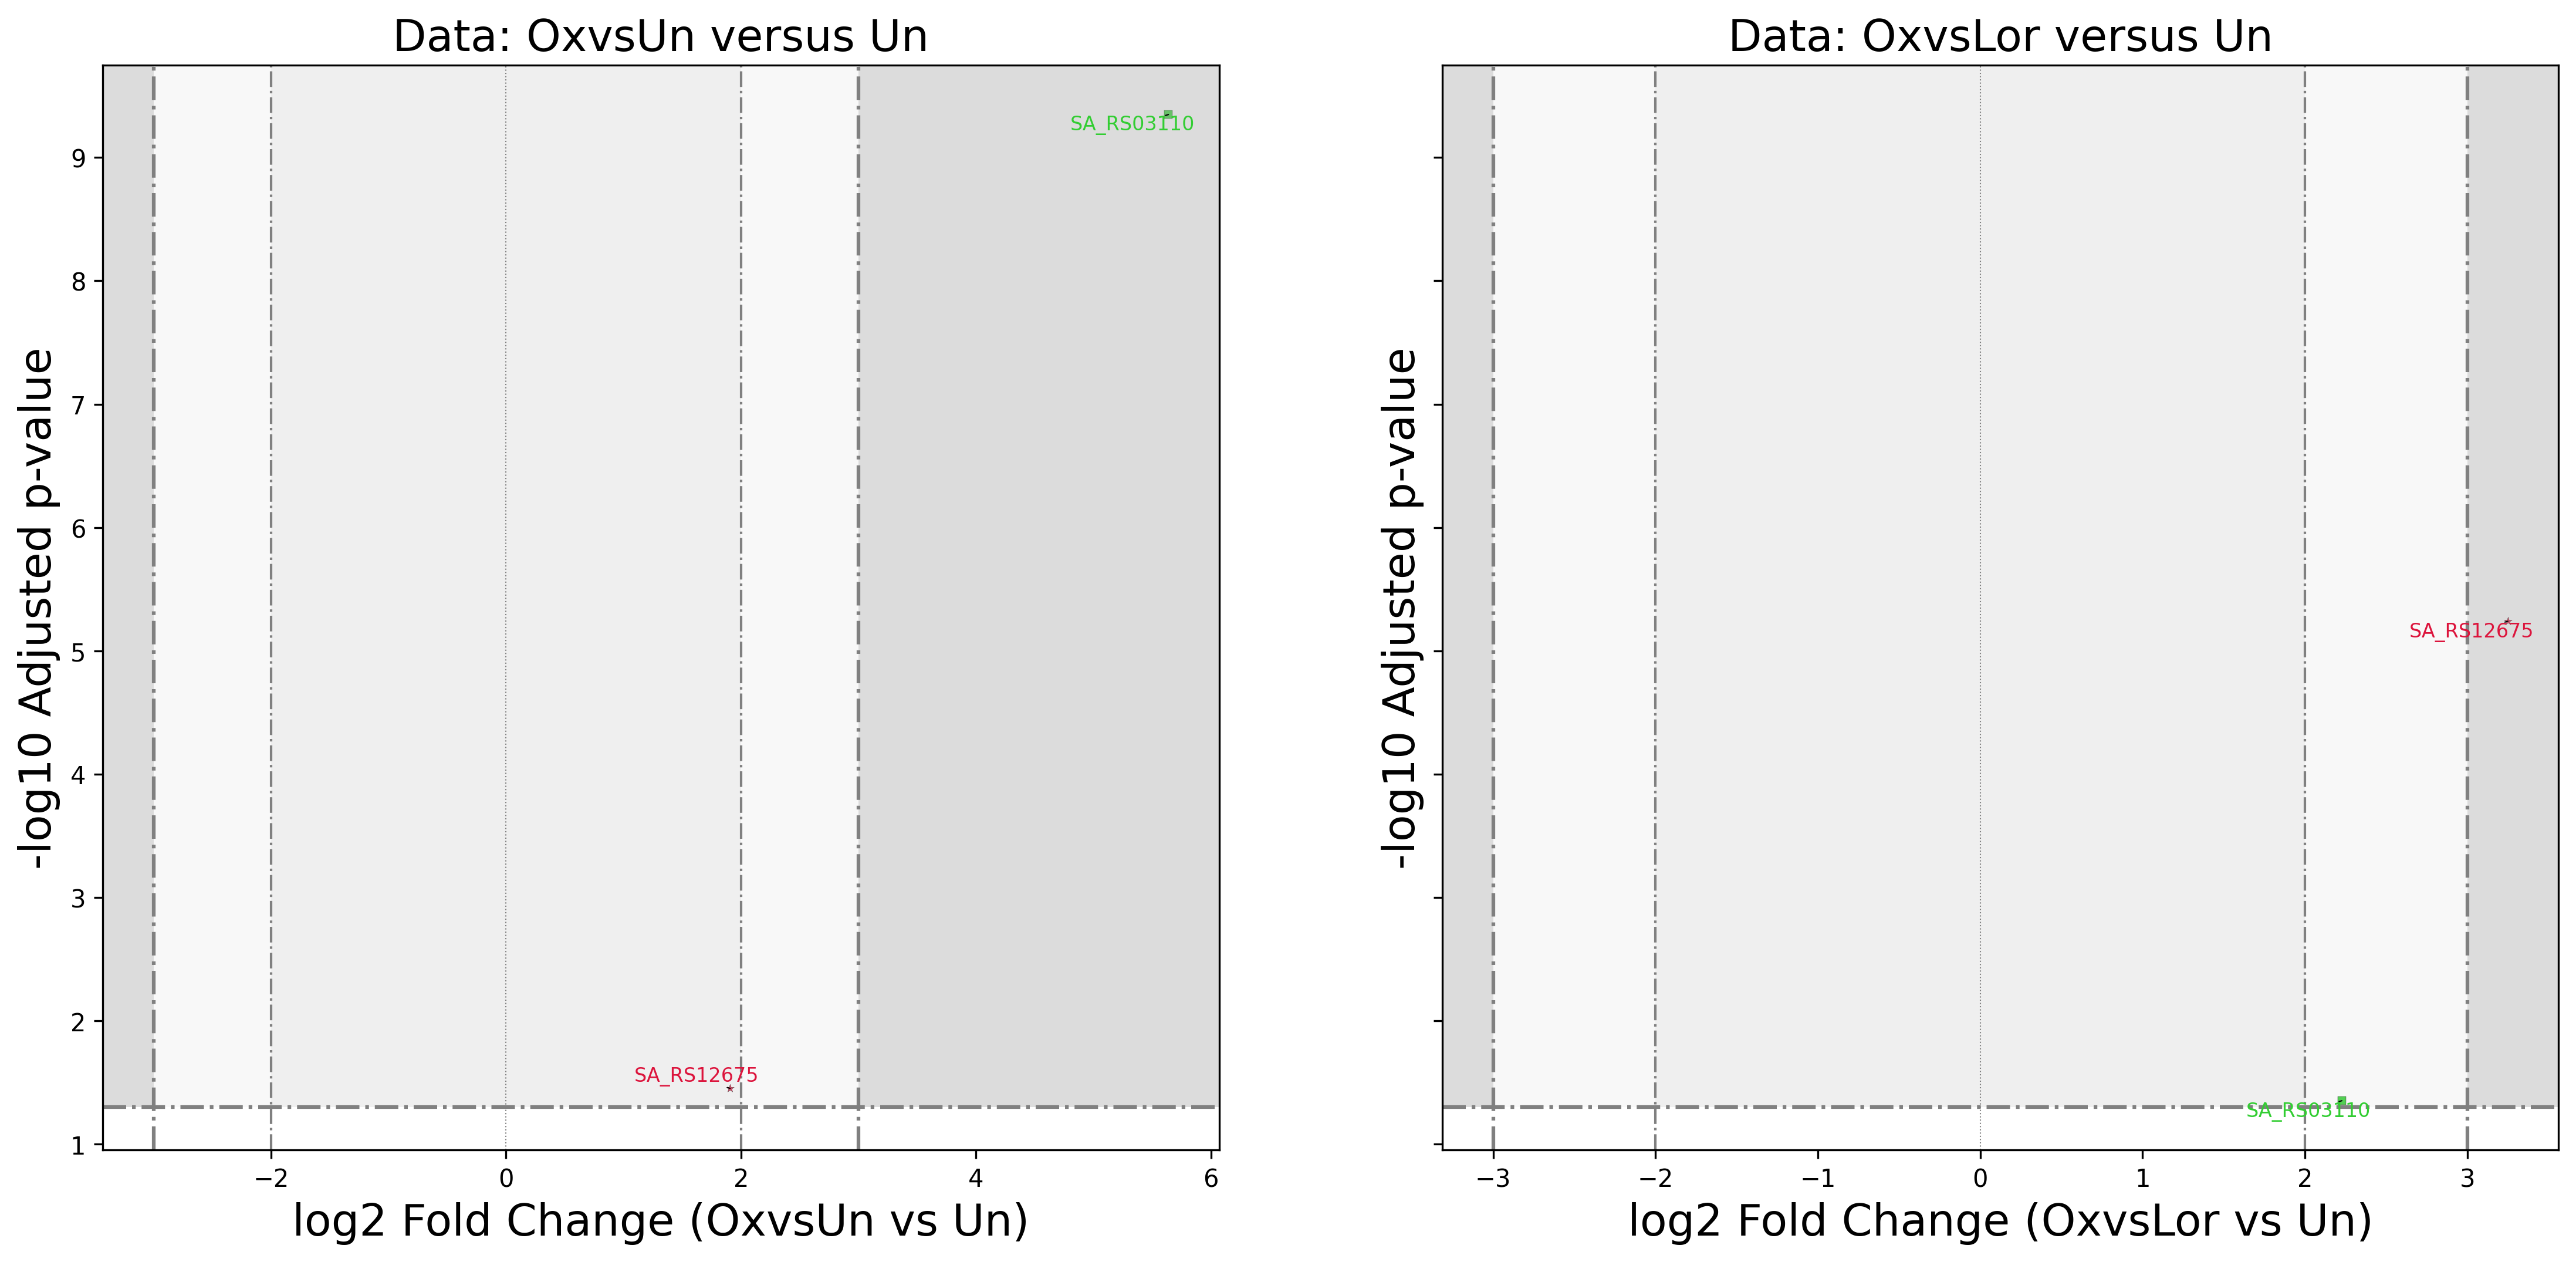 Data: OxvsUn versus Un
-log10 Adjusted p-value
9
8
7
6
5
4
3
2
1
SA_RS03110
SA_RS12675
−2
0
2
4
6
log2 Fold Change (OxvsUn vs Un)
Data: OxvsLor versus Un
-log10 Adjusted p-value
SA_RS12675
SA_RS03110
−3
−2
−1
0
1
2
3
log2 Fold Change (OxvsLor vs Un)